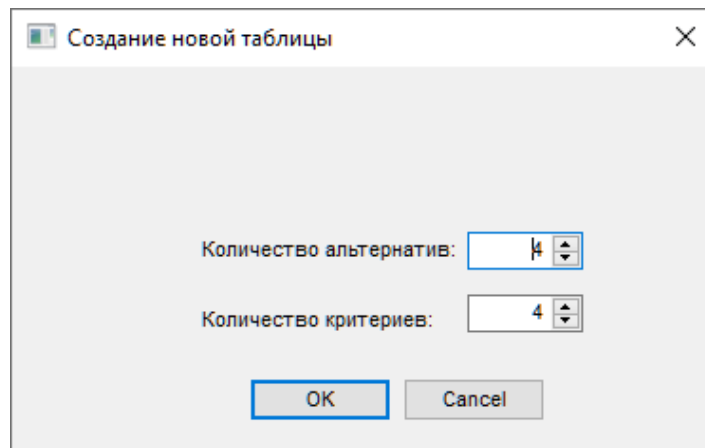 Создание новой таблицы
Количество альтернатив: 4
Количество критериев: 4
OK Cancel